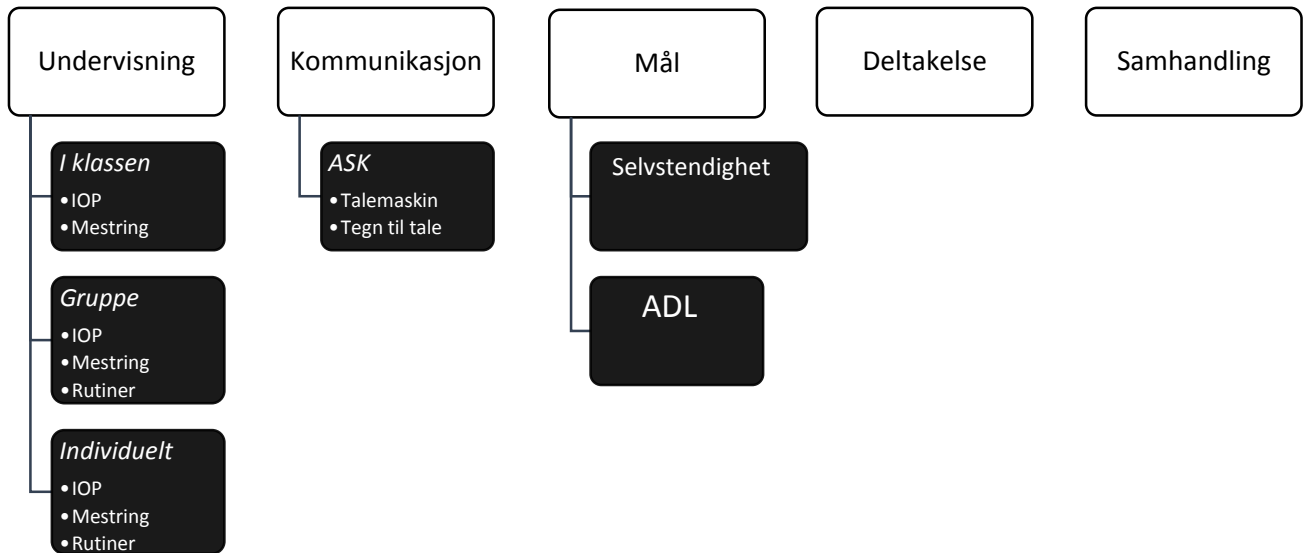 Undervisning
I klassen
•IOP
•Mestring
Gruppe
•IOP
•Mestring
•Rutiner
Individuelt
•IOP
•Mestring
•Rutiner
Kommunikasjon
ASK
•Talemaskin
•Tegn til tale
Mål
Selvstendighet
ADL
Deltakelse
Samhandling